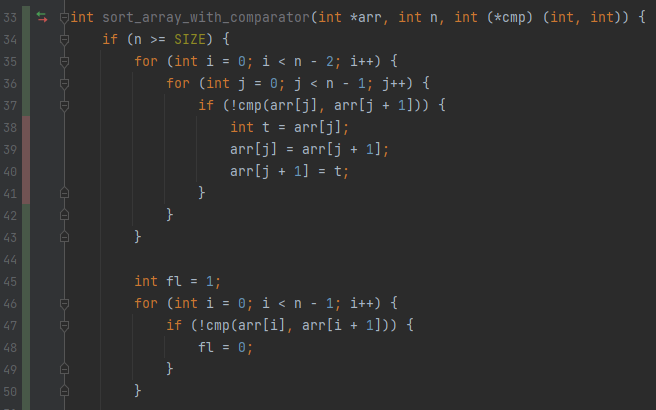 33 int sort_array_with_comparator(int *arr, int n, int (*cmp) (int, int)) {
34     if (n >= SIZE) {
35         for (int i = 0; i < n - 2; i++) {
36             for (int j = 0; j < n - 1; j++) {
37                 if (!cmp(arr[j], arr[j + 1])) {
38                     int t = arr[j];
39                     arr[j] = arr[j + 1];
40                     arr[j + 1] = t;
41                 }
42             }
43         }
44
45         int fl = 1;
46         for (int i = 0; i < n - 1; i++) {
47             if (!cmp(arr[i], arr[i + 1])) {
48                 fl = 0;
49             }
50         }